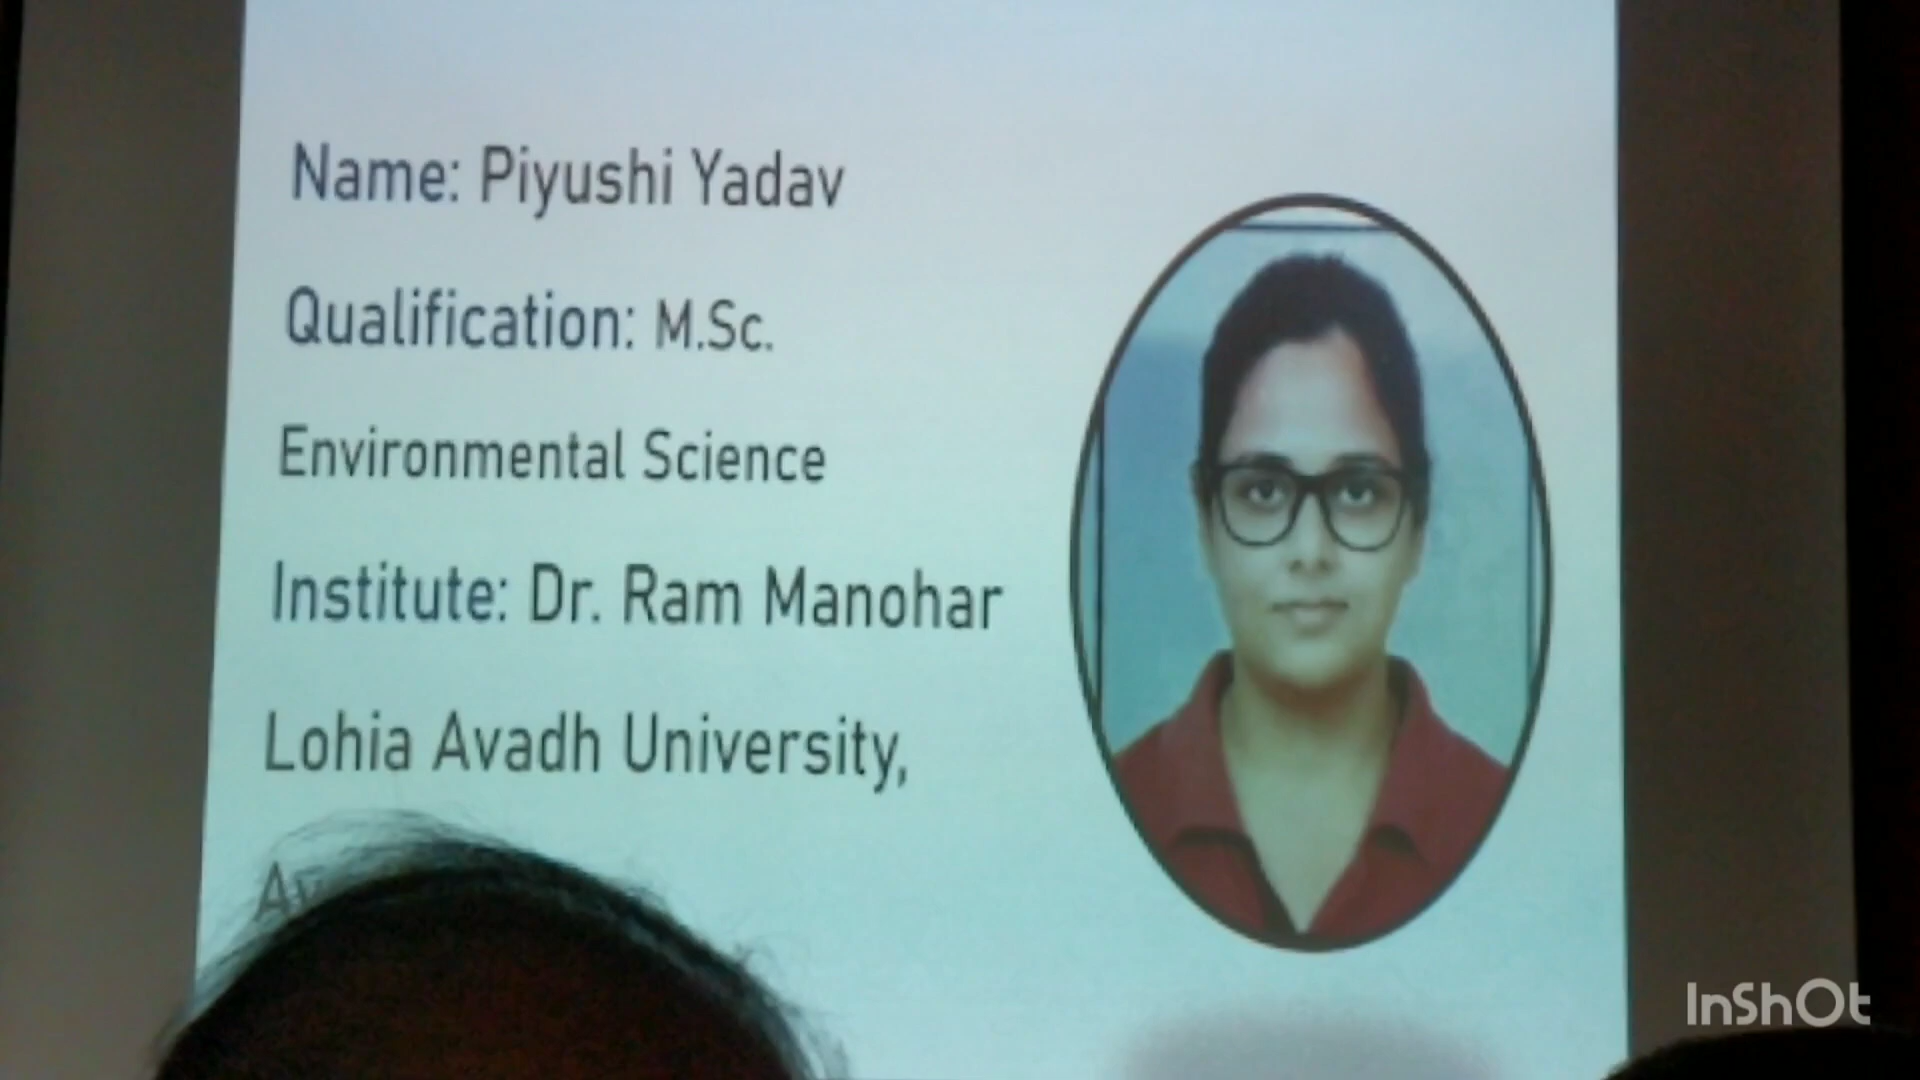 Name: Piyushi Yadav
Qualification: M.Sc.
Environmental Science
Institute: Dr. Ram Manohar
Lohia Avadh University,
InShOt